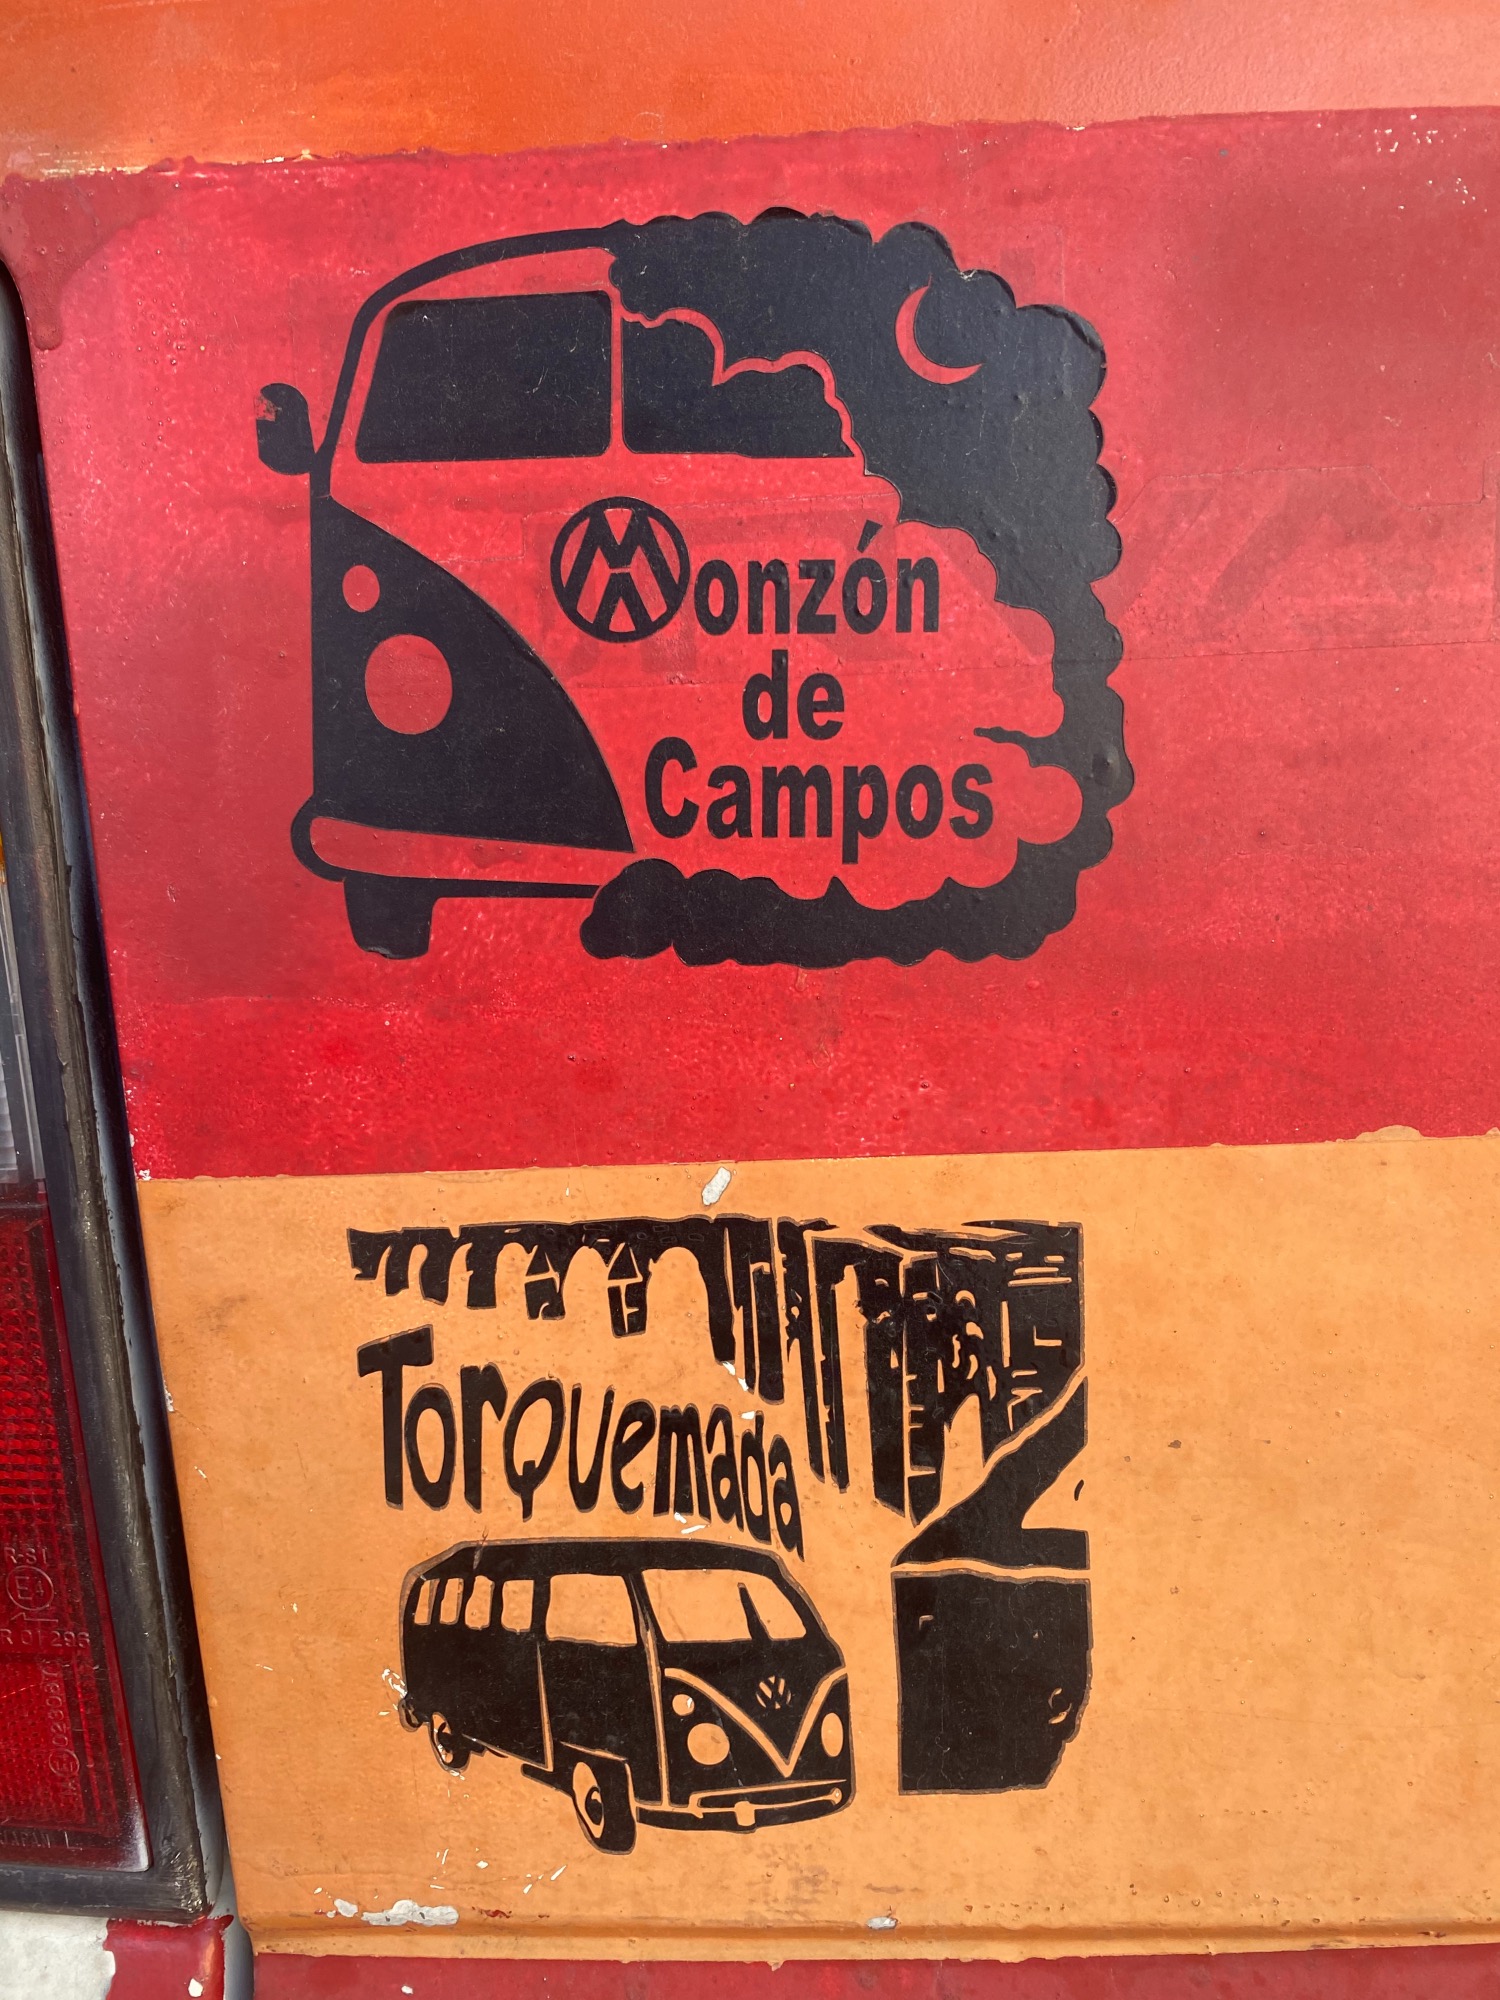 Monzón
de
Campos
Torquemada